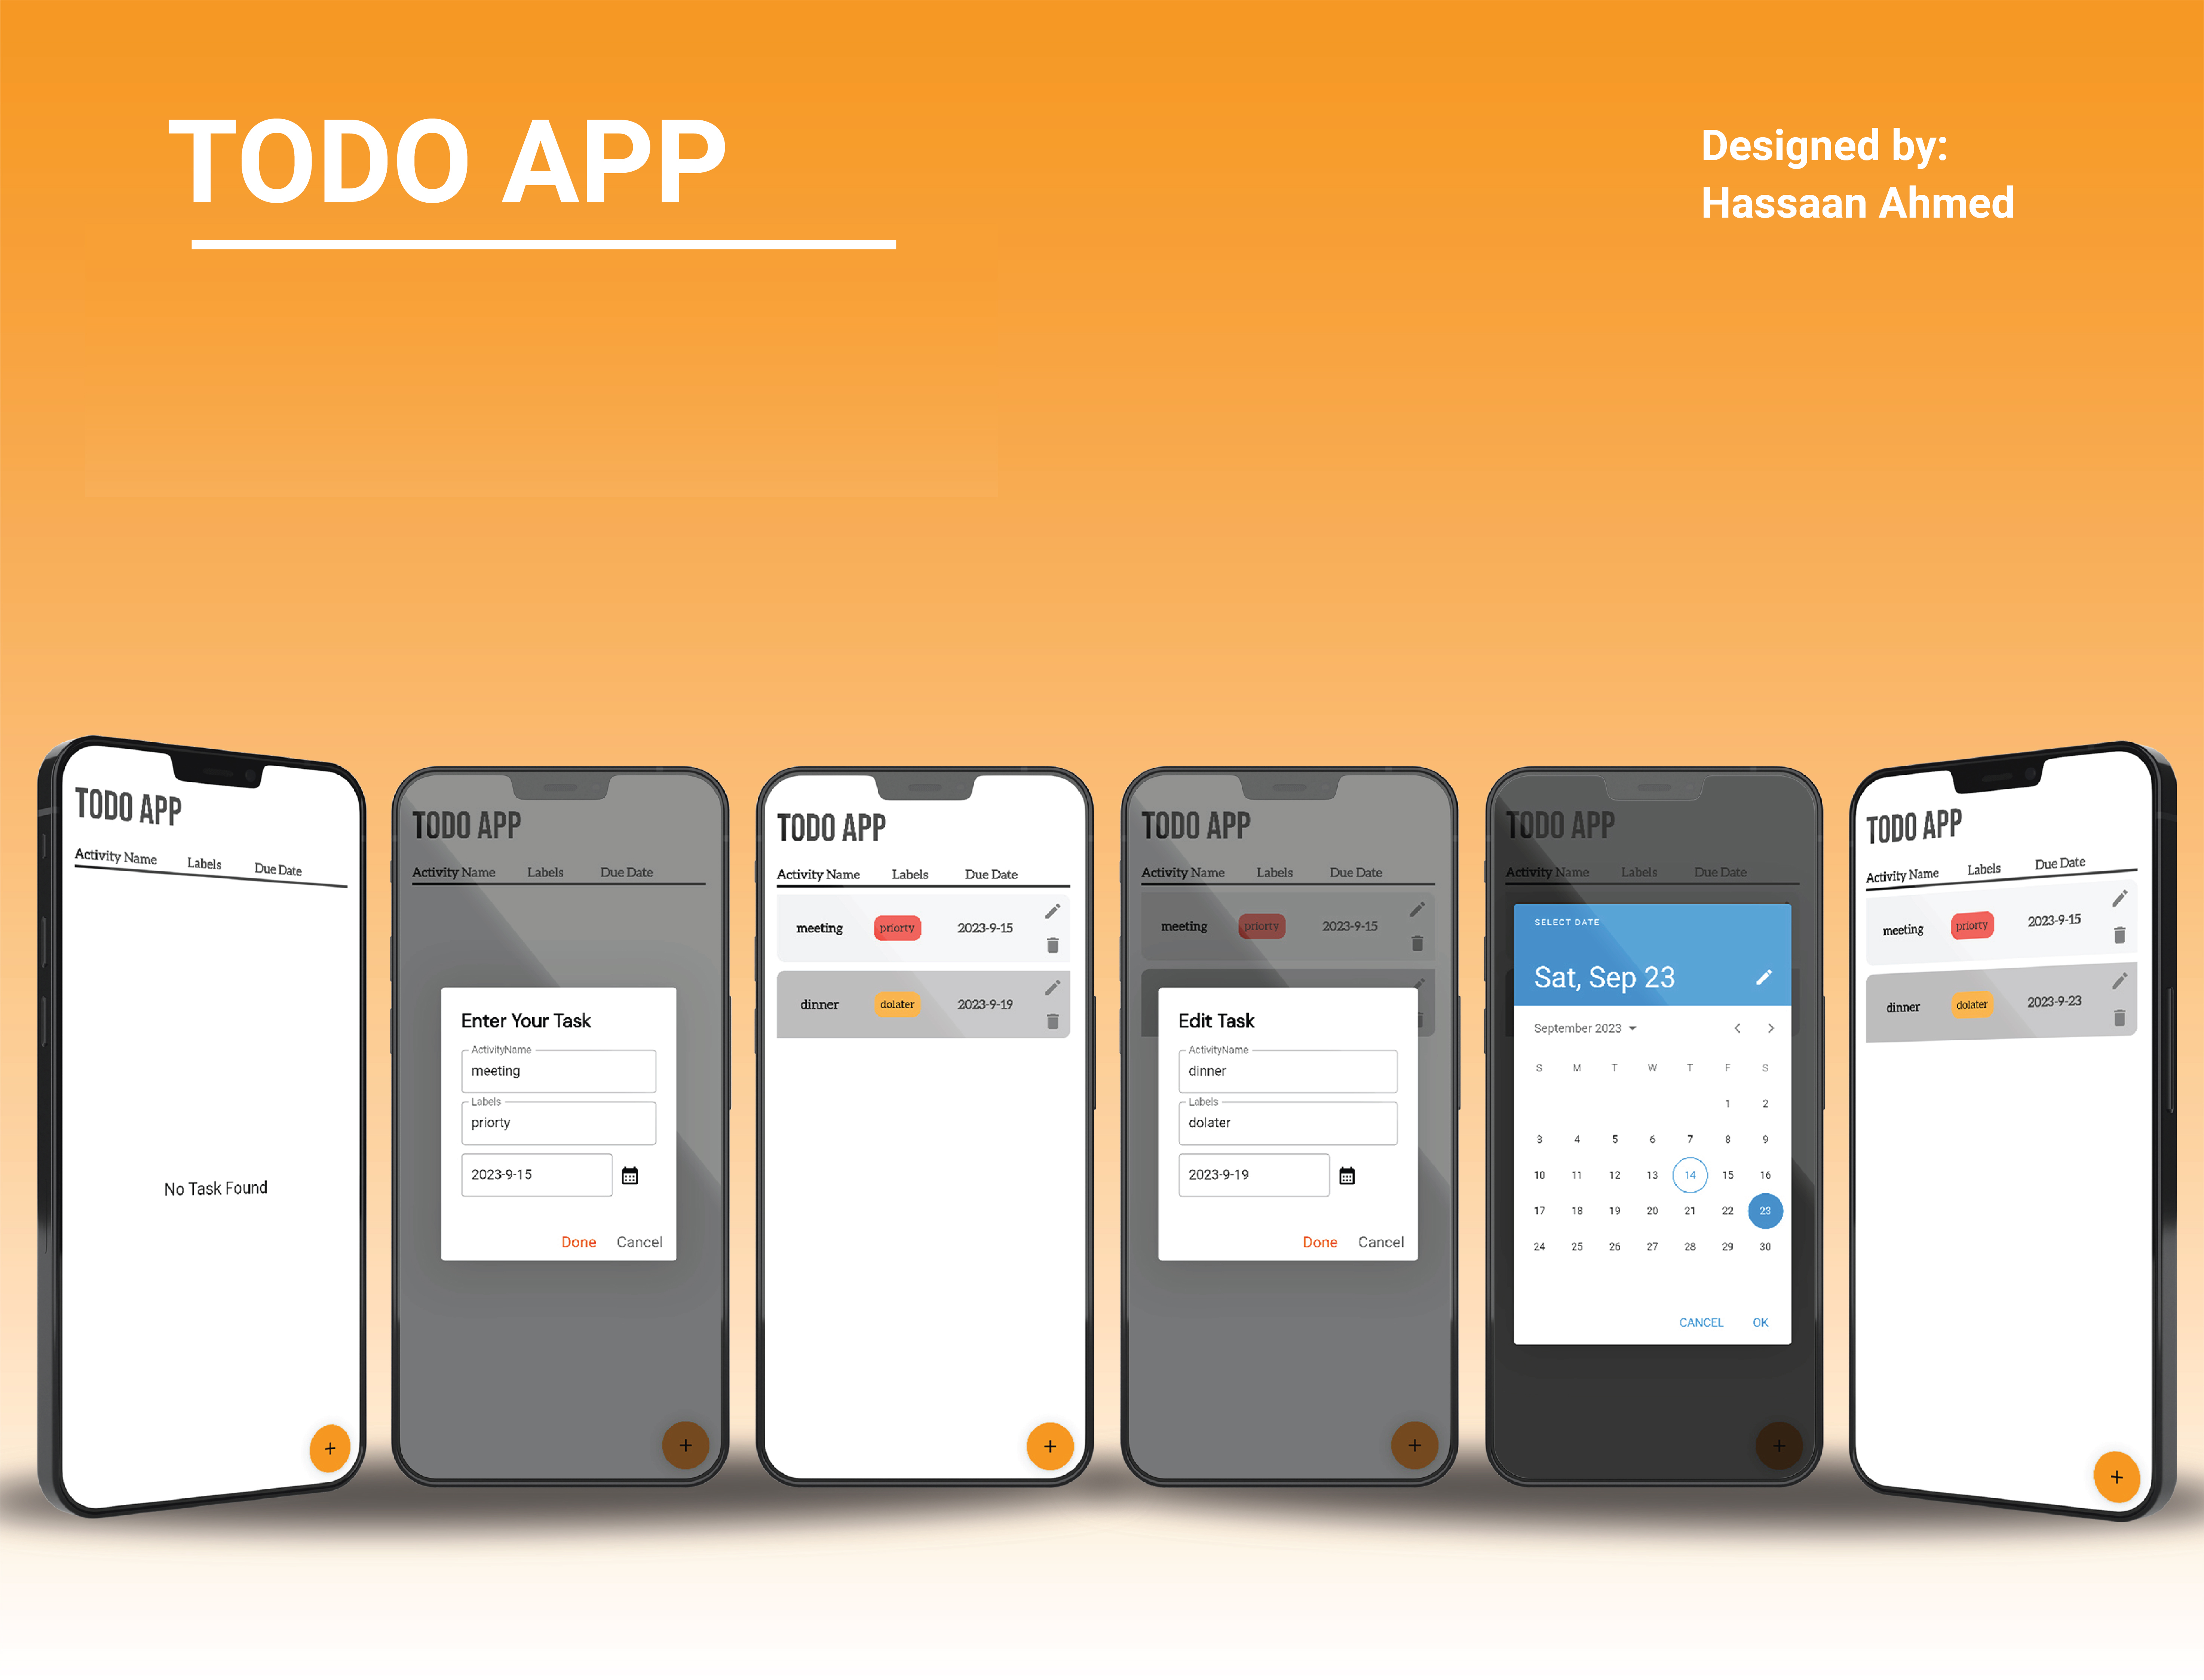 TODO APP
Designed by:
Hassaan Ahmed
TODO APP
Activity Name Labels Due Date
No Task Found
+
TODO APP
Activity Name Labels Due Date
Enter Your Task
ActivityName
meeting
Labels
priorty
2023-9-15
Done Cancel
+
TODO APP
Activity Name Labels Due Date
meeting priorty 2023-9-15
dinner dolater 2023-9-19
+
TODO APP
Activity Name Labels Due Date
meeting priorty 2023-9-15
Edit Task
ActivityName
dinner
Labels
dolater
2023-9-19
Done Cancel
+
TODO APP
Activity Name Labels Due Date
SELECT DATE
Sat, Sep 23
September 2023
S M T W T F S
1 2
3 4 5 6 7 8 9
10 11 12 13 14 15 16
17 18 19 20 21 22 23
24 25 26 27 28 29 30
CANCEL OK
+
TODO APP
Activity Name Labels Due Date
meeting priorty 2023-9-15
dinner dolater 2023-9-23
+